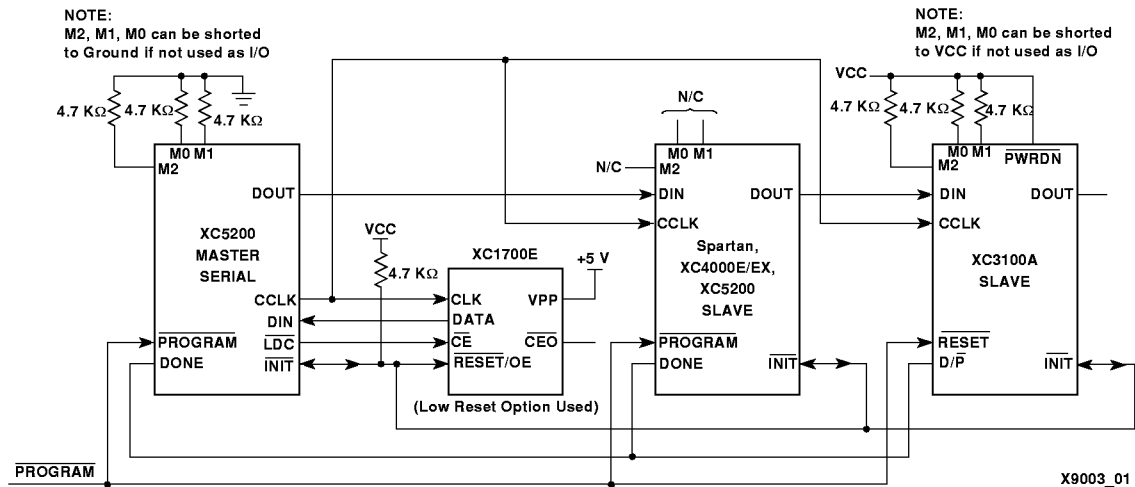 NOTE:
M2, M1, M0 can be shorted
to Ground if not used as I/O
NOTE:
M2, M1, M0 can be shorted
to VCC if not used as I/O
VCC
N/C
4.7 KΩ
4.7 KΩ
4.7 KΩ
4.7 KΩ
4.7 KΩ
4.7 KΩ
M0 M1
M2
DOUT
XC5200
MASTER
SERIAL
CCLK
DIN
LDC
INIT
PROGRAM
DONE
VCC
4.7 KΩ
XC1700E
+5 V
CLK
VPP
DATA
CE
CEO
RESET/OE
(Low Reset Option Used)
N/C
M0 M1
M2
DIN
DOUT
CCLK
Spartan,
XC4000E/EX,
XC5200
SLAVE
PROGRAM
DONE
INIT
M0 M1
PWRDN
M2
DIN
DOUT
CCLK
XC3100A
SLAVE
RESET
D/P
INIT
PROGRAM
X9003_01